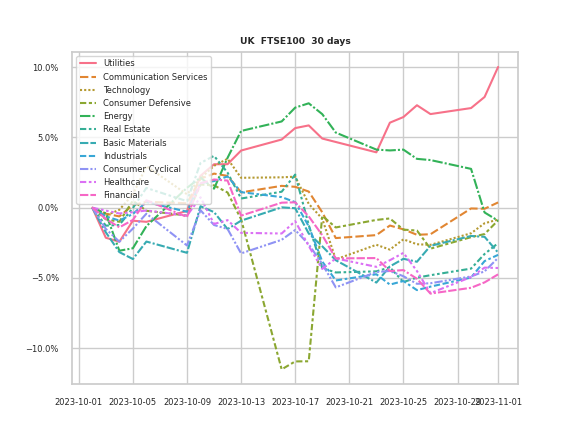 UK  FTSE100  30 days
10.0%
5.0%
0.0%
−5.0%
−10.0%
Utilities
Communication Services
Technology
Consumer Defensive
Energy
Real Estate
Basic Materials
Industrials
Consumer Cyclical
Healthcare
Financial
2023-10-01 2023-10-05 2023-10-09 2023-10-13 2023-10-17 2023-10-21 2023-10-25 2023-10-29 2023-11-01